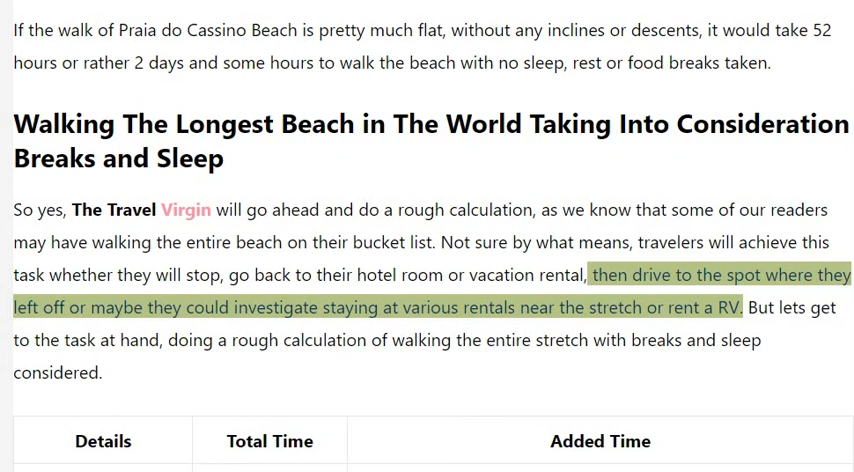 If the walk of Praia do Cassino Beach is pretty much flat, without any inclines or descents, it would take 52
hours or rather 2 days and some hours to walk the beach with no sleep, rest or food breaks taken.
Walking The Longest Beach in The World Taking Into Consideration
Breaks and Sleep
So yes, The Travel Virgin will go ahead and do a rough calculation, as we know that some of our readers
may have walking the entire beach on their bucket list. Not sure by what means, travelers will achieve this
task whether they will stop, go back to their hotel room or vacation rental, then drive to the spot where they
left off or maybe they could investigate staying at various rentals near the stretch or rent a RV. But lets get
to the task at hand, doing a rough calculation of walking the entire stretch with breaks and sleep
considered.
Details Total Time Added Time